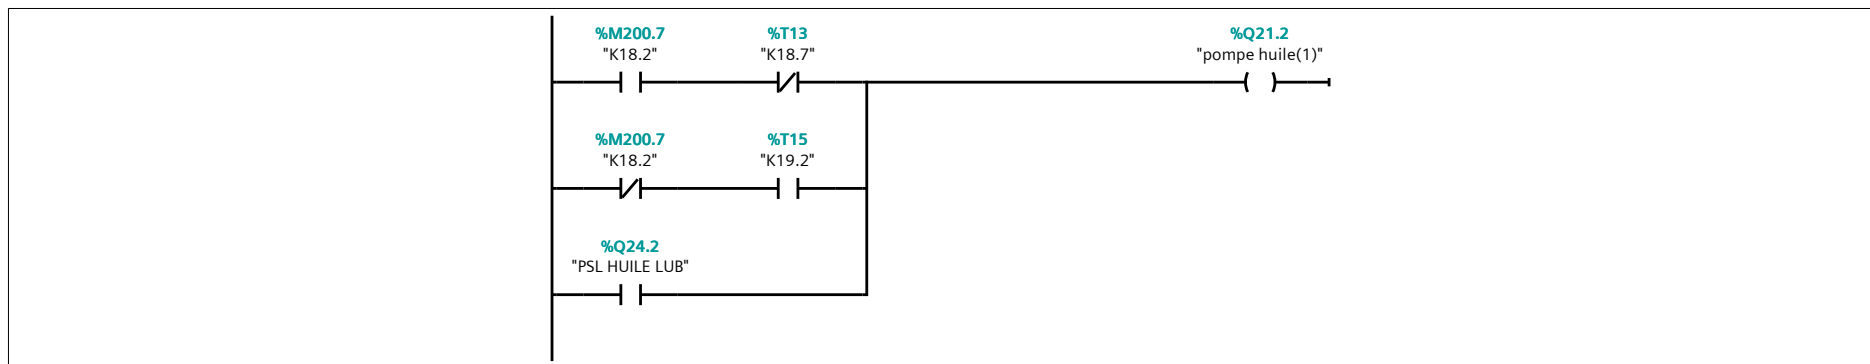 %M200.7 %T13 %Q21.2
"K18.2" "K18.7" "pompe huile(1)"
%M200.7 %T15
"K18.2" "K19.2"
%Q24.2
"PSL HUILE LUB"